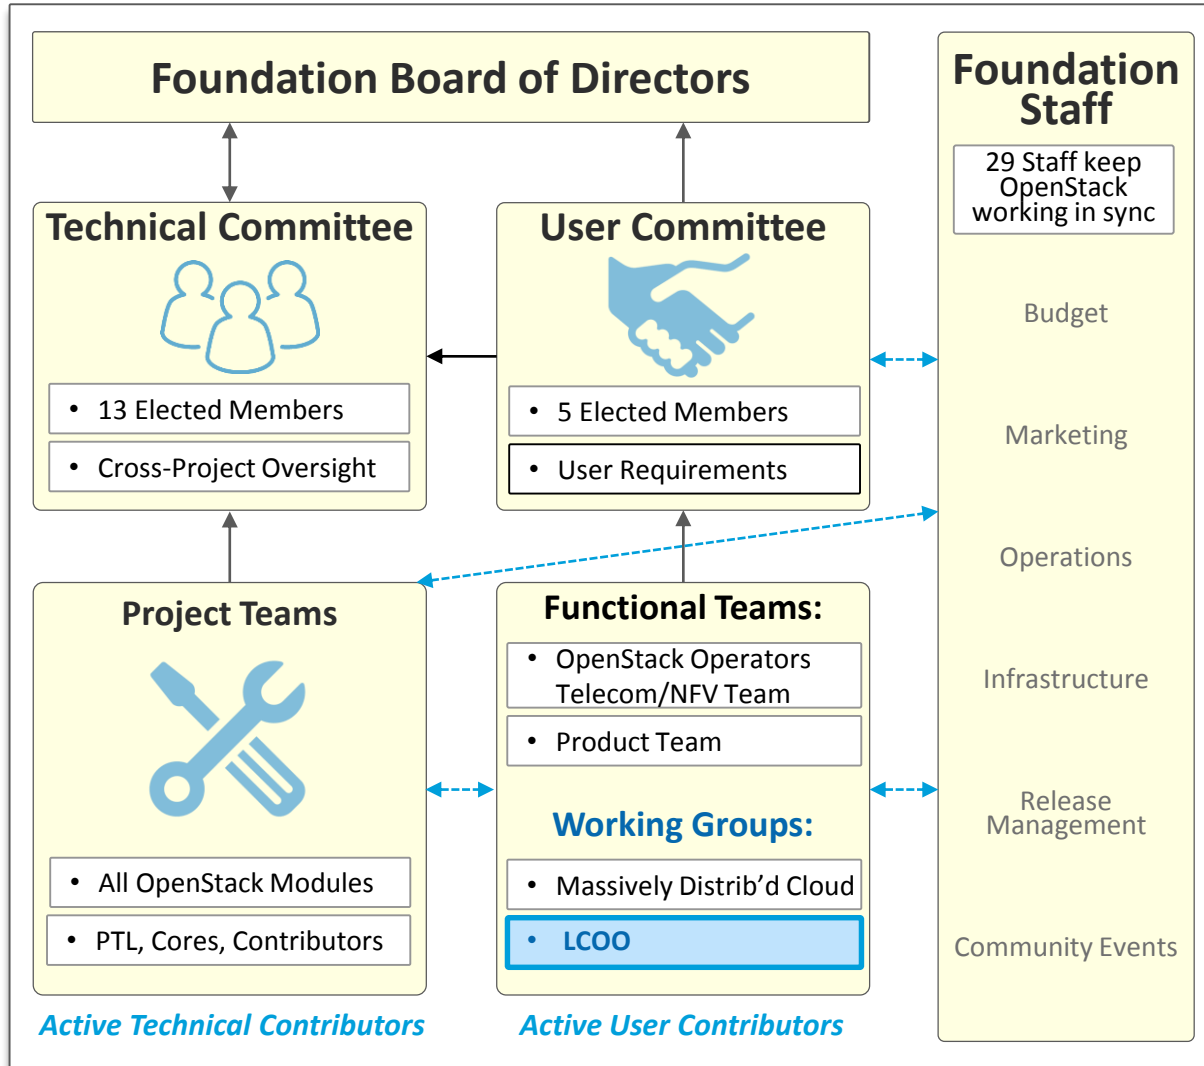 Foundation Board of Directors
Technical Committee
• 13 Elected Members
• Cross-Project Oversight
User Committee
• 5 Elected Members
• User Requirements
Project Teams
• All OpenStack Modules
• PTL, Cores, Contributors
Active Technical Contributors
Functional Teams:
• OpenStack Operators
Telecom/NFV Team
• Product Team
Working Groups:
• Massively Distrib’d Cloud
• LCOO
Active User Contributors
Foundation
Staff
29 Staff keep
OpenStack
working in sync
Budget
Marketing
Operations
Infrastructure
Release
Management
Community Events